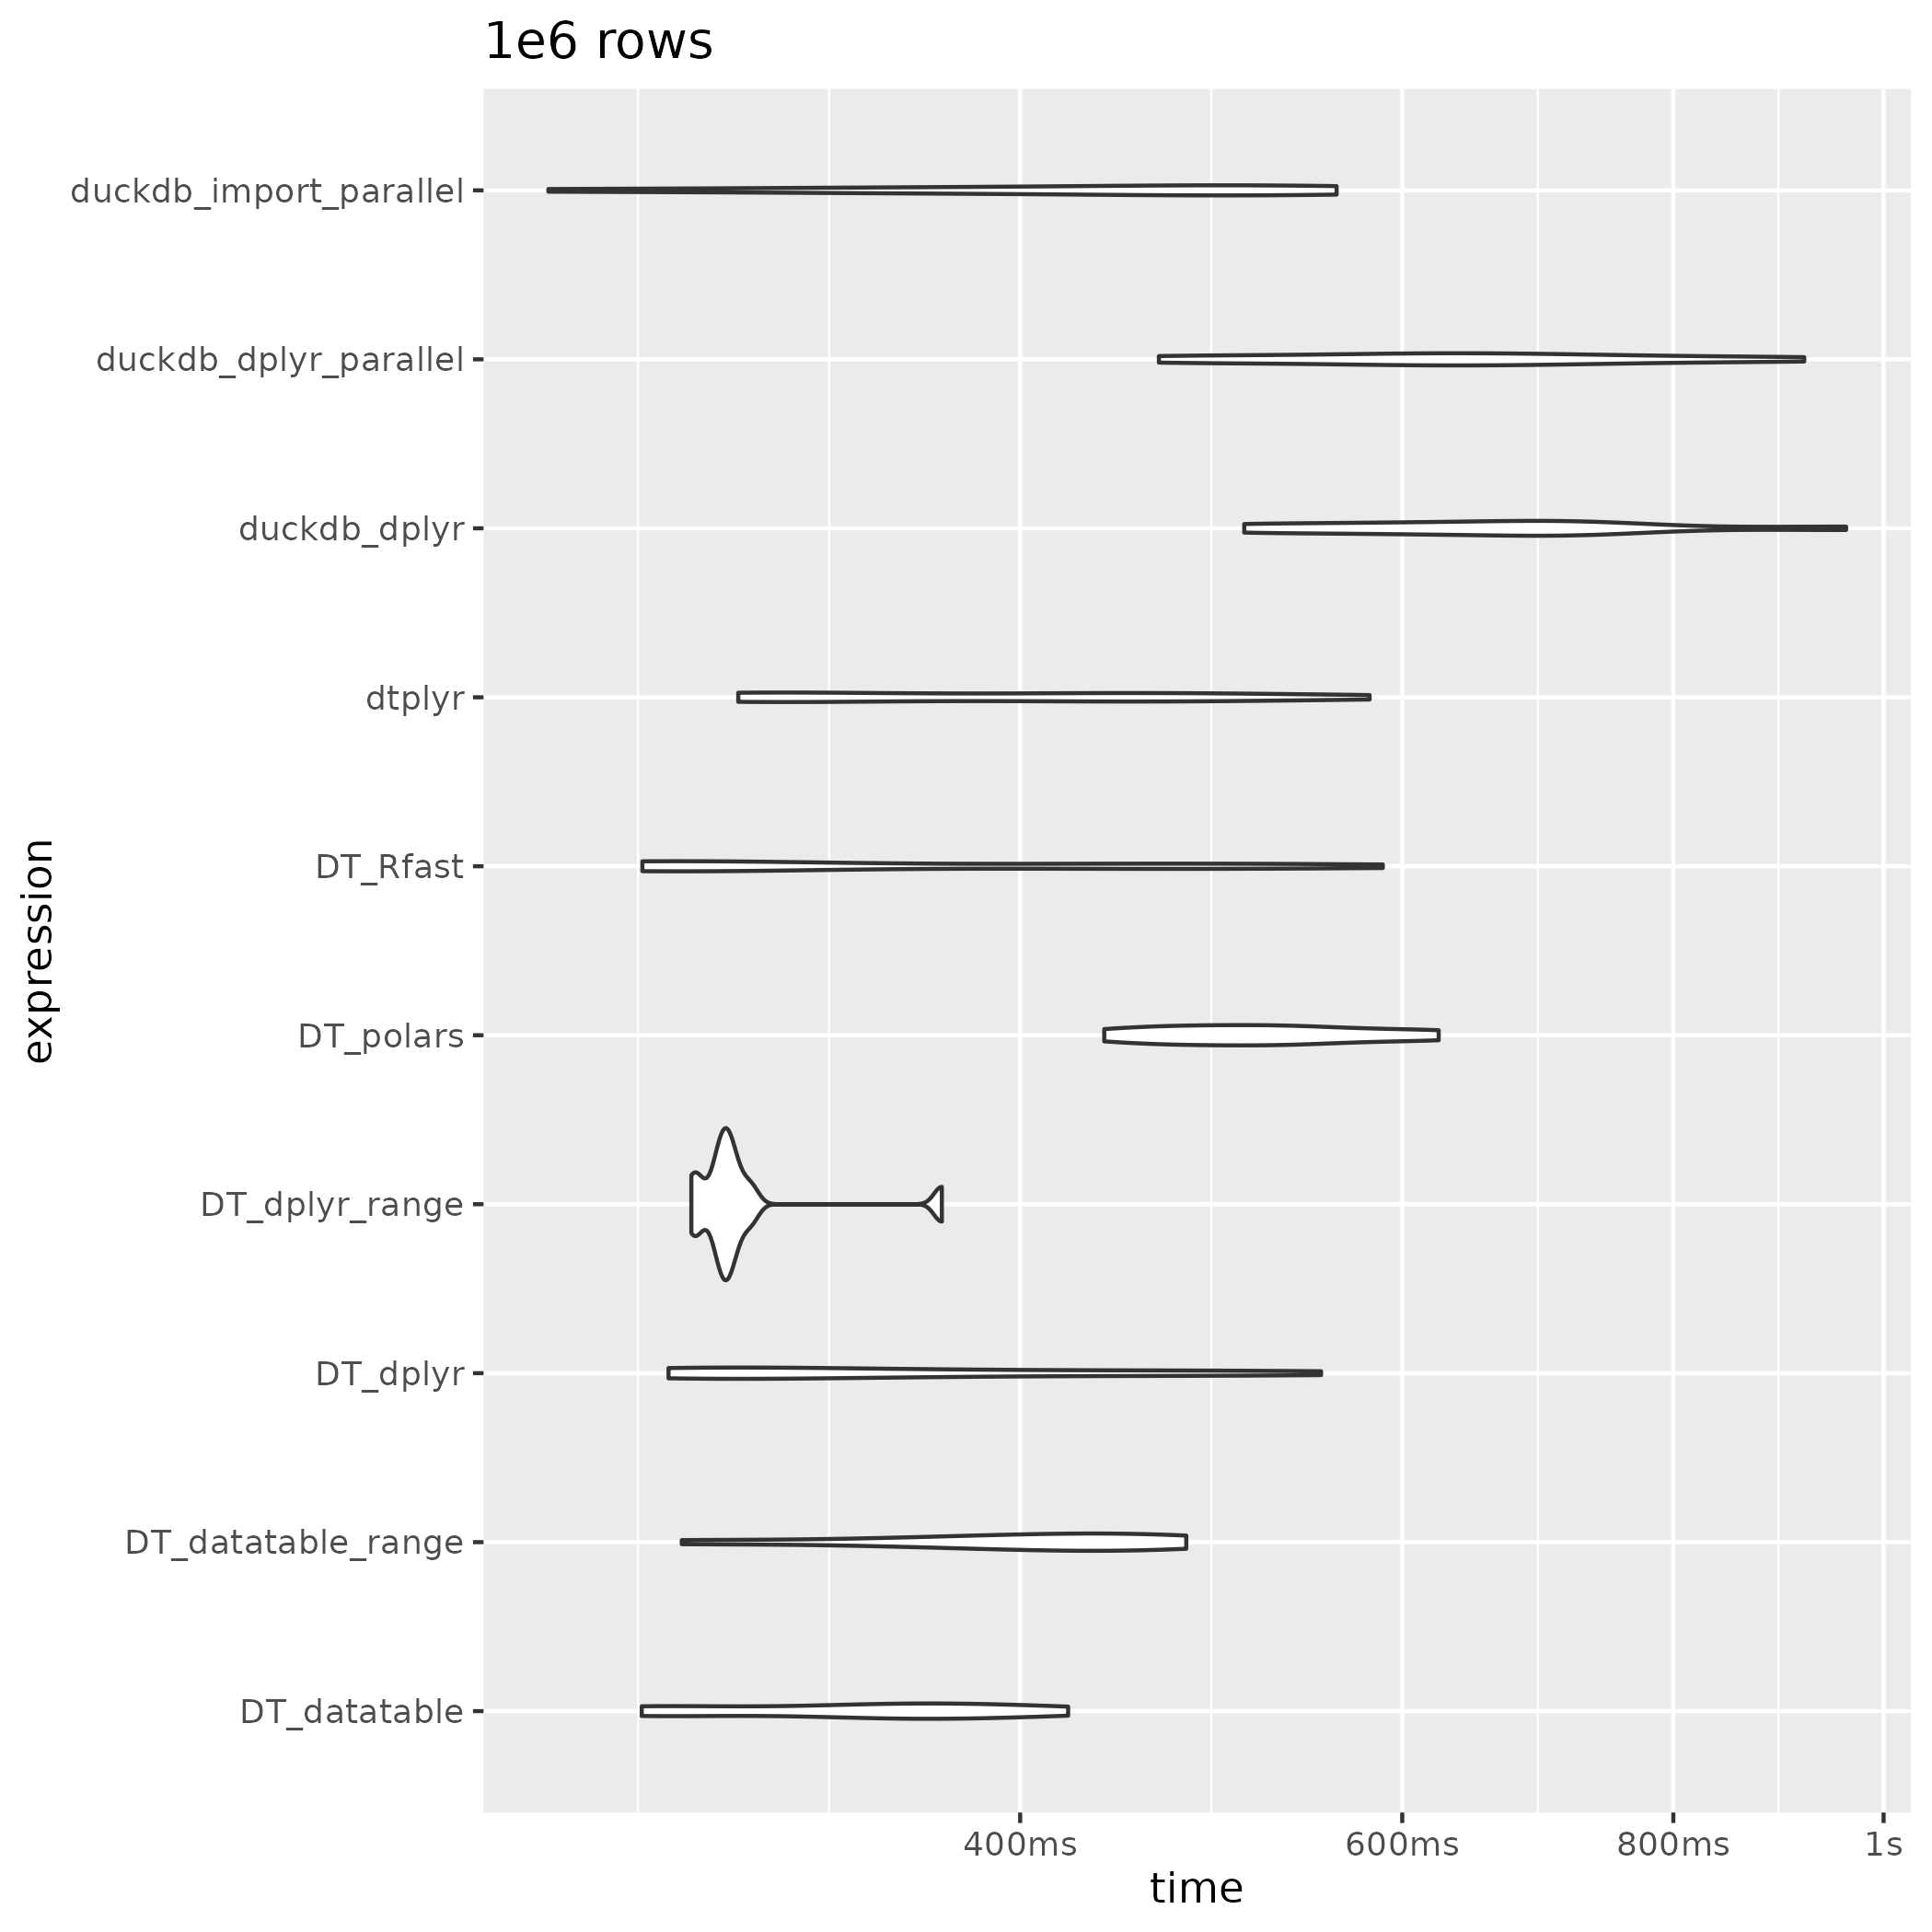 1e6 rows
duckdb_import_parallel
duckdb_dplyr_parallel
duckdb_dplyr
dtplyr
DT_Rfast
DT_polars
DT_dplyr_range
DT_dplyr
DT_datatable_range
DT_datatable
expression
400ms 600ms 800ms 1s
time